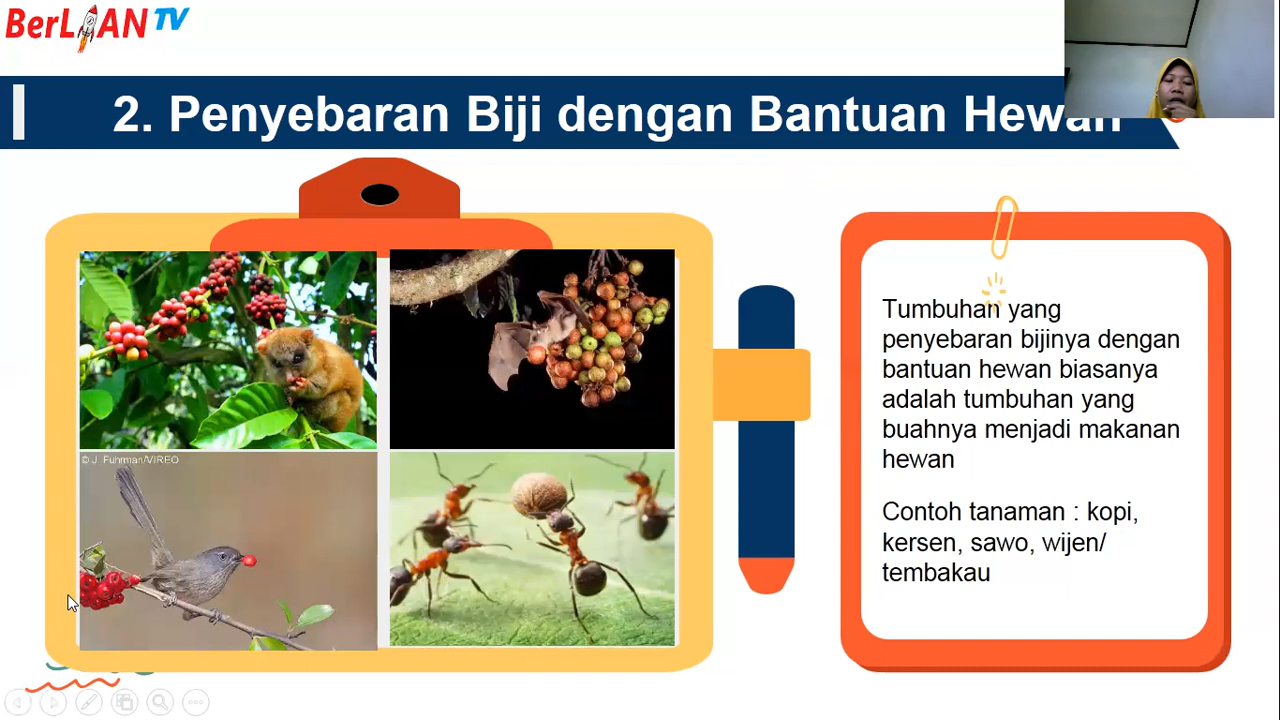 BerLIAN TV
2. Penyebaran Biji dengan Bantuan Hewan
© J. Fuhrman/VIREO
Tumbuhan yang
penyebaran bijinya dengan
bantuan hewan biasanya
adalah tumbuhan yang
buahnya menjadi makanan
hewan
Contoh tanaman : kopi,
kersen, sawo, wijen/
tembakau